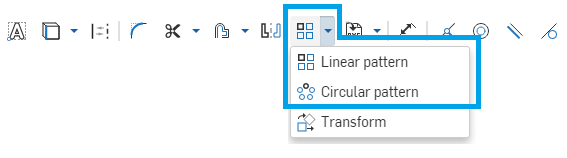 A
Linear pattern
Circular pattern
Transform